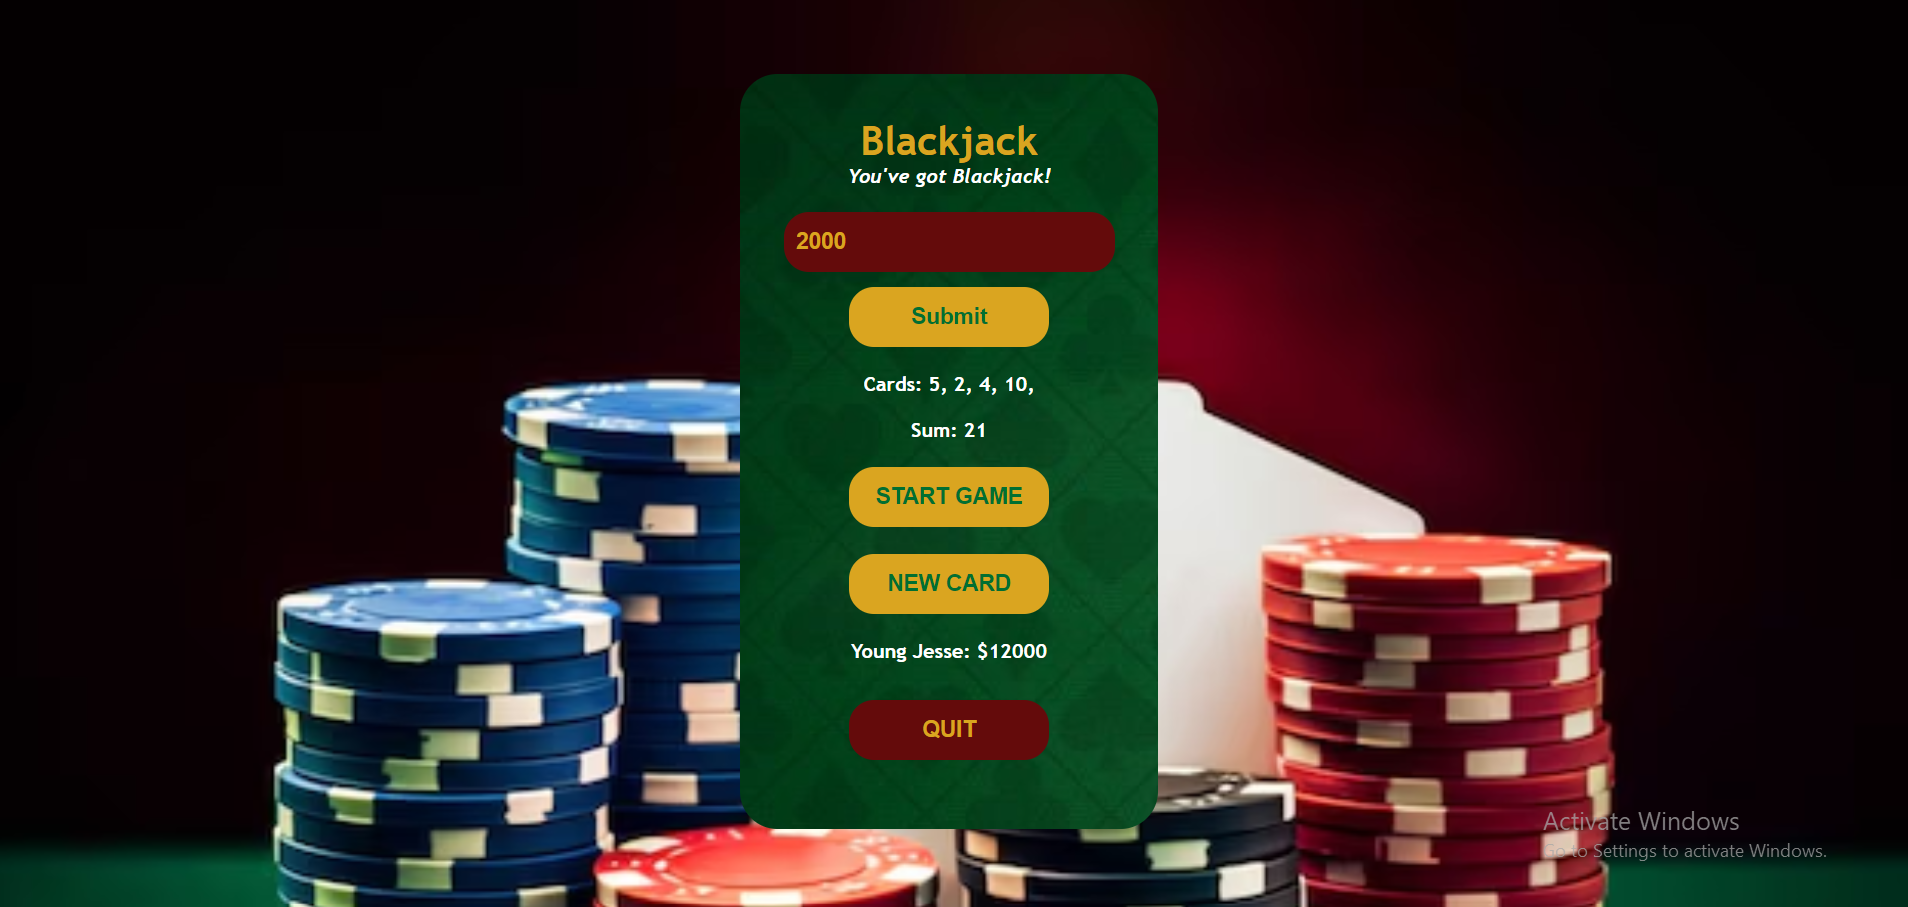 Blackjack
You've got Blackjack!
2000
Submit
Cards: 5, 2, 4, 10,
Sum: 21
START GAME
NEW CARD
Young Jesse: $12000
QUIT
Activate Windows
Go to Settings to activate Windows.